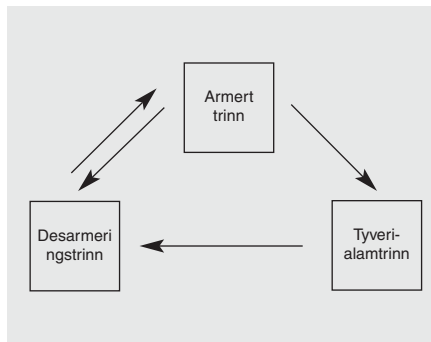 Armert
trinn
Desarmeri
ngstrinn
Tyveri-
alamtrinn